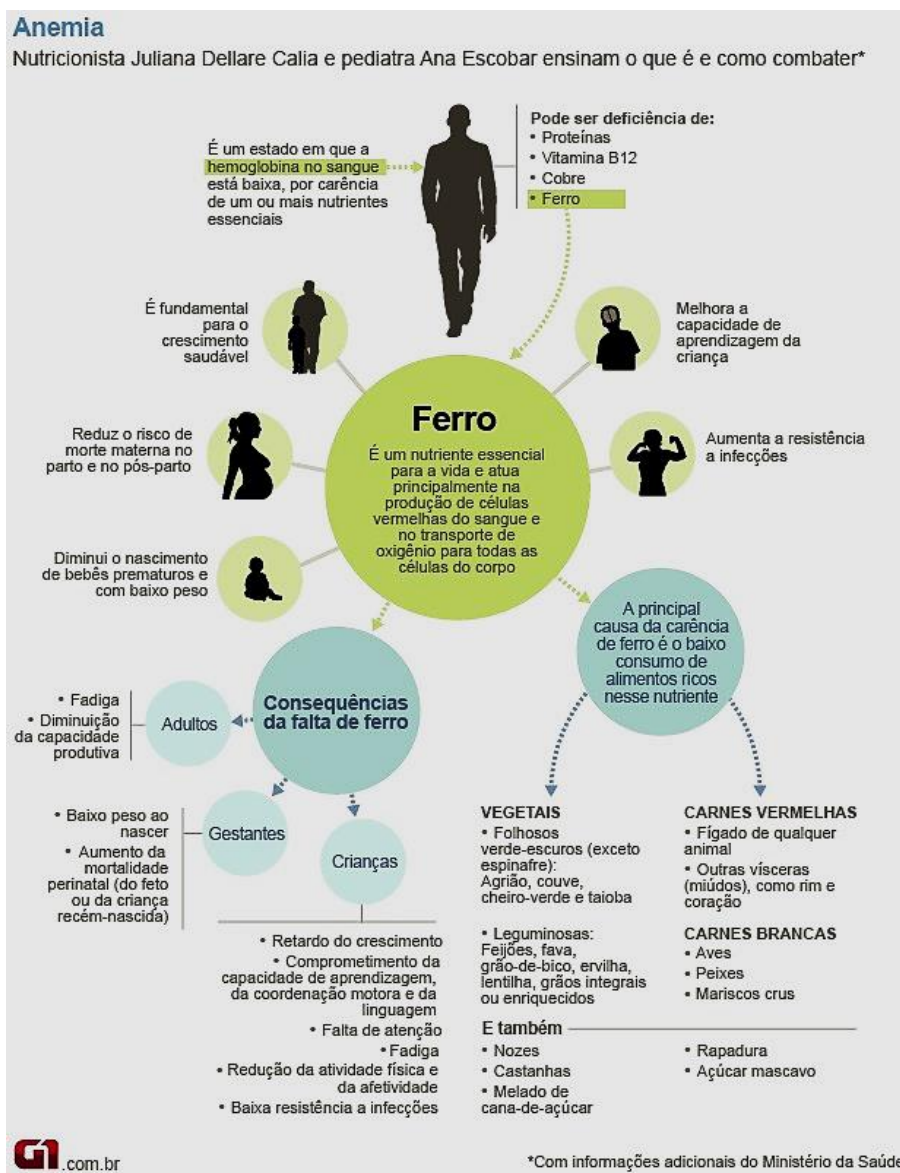 Anemia
Nutricionista Juliana Dellare Calia e pediatra Ana Escobar ensinam o que é e como combater*
É um estado em que a
hemoglobina no sangue
está baixa, por carência
de um ou mais nutrientes
essenciais
Pode ser deficiência de:
• Proteínas
• Vitamina B12
• Cobre
• Ferro
É fundamental
para o
crescimento
saudável
Melhora a
capacidade de
aprendizagem da
criança
Reduz o risco de
morte materna no
parto e no pós-parto
Aumenta a resistência
a infecções
Diminui o nascimento
de bebês prematuros e
com baixo peso
Ferro
É um nutriente essencial
para a vida e atua
principalmente na
produção de células
vermelhas do sangue e
no transporte de
oxigênio para todas as
células do corpo
Consequências
da falta de ferro
Adultos
• Fadiga
• Diminuição
da capacidade
produtiva
Gestantes
• Baixo peso ao
nascer
• Aumento da
mortalidade
perinatal (do feto
ou da criança
recém-nascida)
Crianças
• Retardo do crescimento
• Comprometimento da
capacidade de aprendizagem,
da coordenação motora e da
linguagem
• Falta de atenção
• Fadiga
• Redução da atividade física e
da afetividade
• Baixa resistência a infecções
A principal
causa da carência
de ferro é o baixo
consumo de
alimentos ricos
nesse nutriente
VEGETAIS
• Folhosos
verde-escuros (exceto
espinafre):
Agrião, couve,
cheiro-verde e taioba
• Leguminosas:
Feijões, fava,
grão-de-bico, ervilha,
lentilha, grãos integrais
ou enriquecidos
CARNES VERMELHAS
• Fígado de qualquer
animal
• Outras vísceras
(miúdos), como rim e
coração
CARNES BRANCAS
• Aves
• Peixes
• Mariscos crus
E também
• Nozes
• Castanhas
• Melado de
cana-de-açúcar
• Rapadura
• Açúcar mascavo
G1.com.br
*Com informações adicionais do Ministério da Saúde